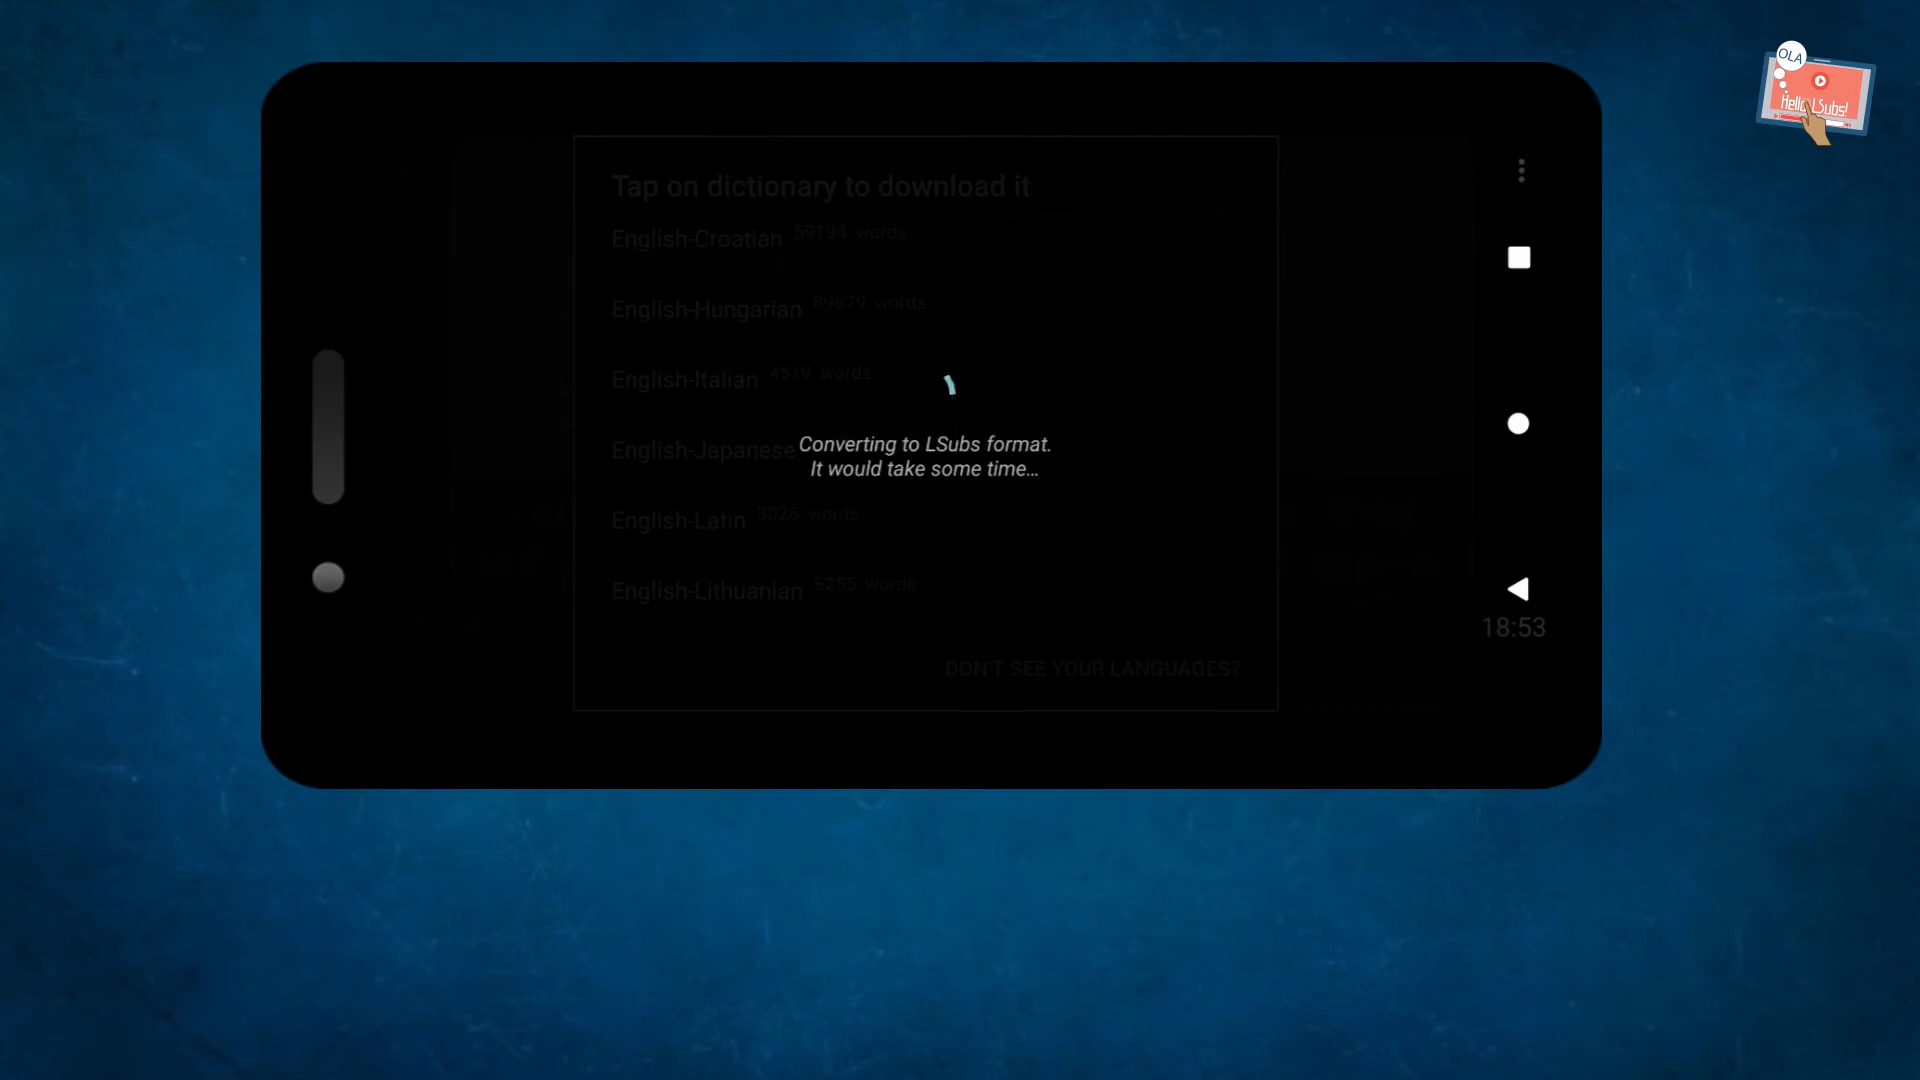 OLA
Hello LSubs!
Tap on dictionary to download it
English-Croatian 59194 words
English-Hungarian 89679 words
English-Italian 4519 words
English-Japanese
Converting to LSubs format.
It would take some time...
English-Latin 3026 words
English-Lithuanian 6255 words
18:53
DON'T SEE YOUR LANGUAGES?